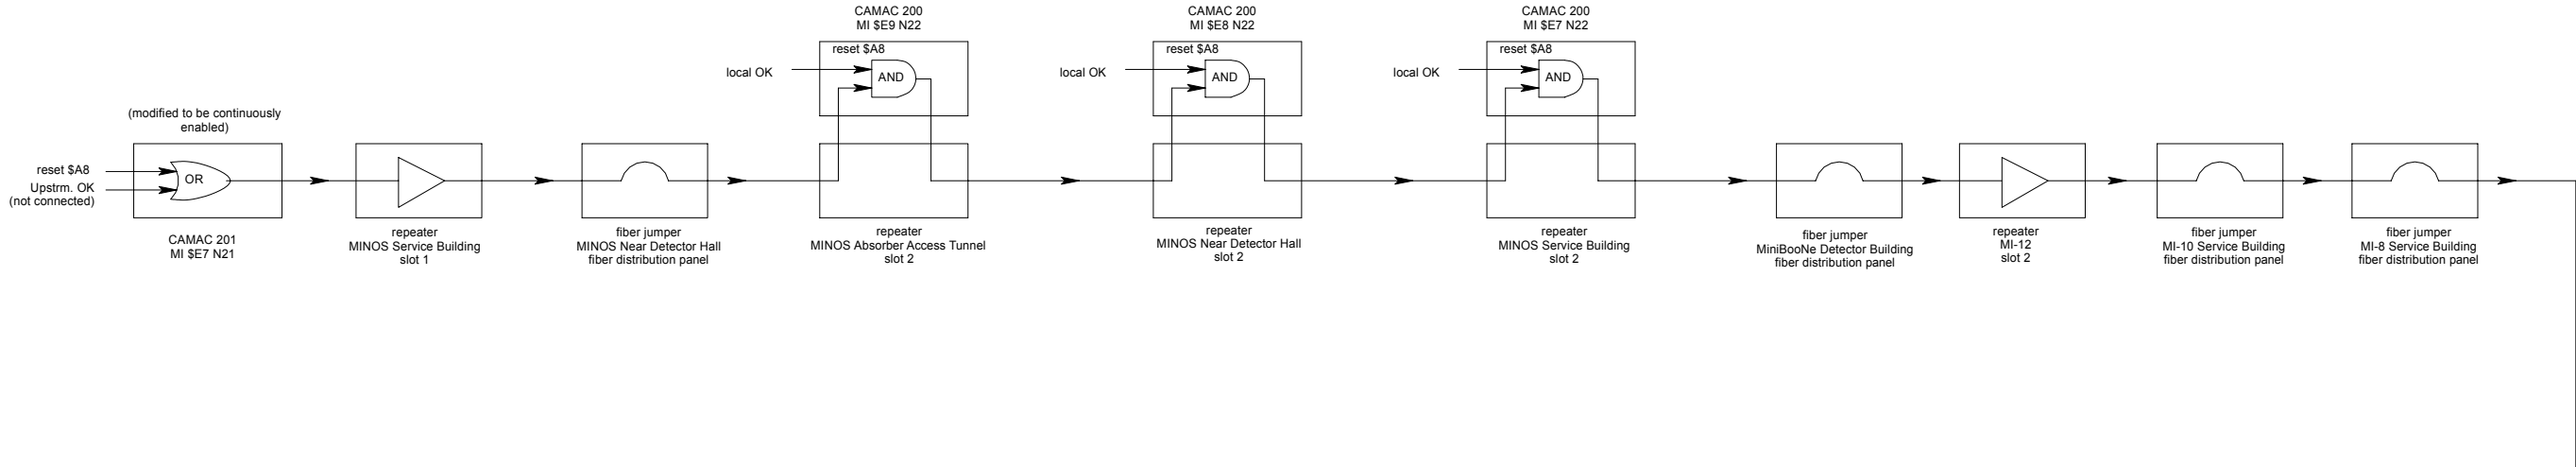 CAMAC 200
MI $E9 N22
reset $A8
local OK
AND
CAMAC 200
MI $E8 N22
reset $A8
local OK
AND
CAMAC 200
MI $E7 N22
reset $A8
local OK
AND
(modified to be continuously
enabled)
reset $A8
Upstrm. OK
(not connected)
OR
CAMAC 201
MI $E7 N21
repeater
MINOS Service Building
slot 1
fiber jumper
MINOS Near Detector Hall
fiber distribution panel
repeater
MINOS Absorber Access Tunnel
slot 2
repeater
MINOS Near Detector Hall
slot 2
repeater
MINOS Service Building
slot 2
fiber jumper
MiniBooNe Detector Building
fiber distribution panel
repeater
MI-12
slot 2
fiber jumper
MI-10 Service Building
fiber distribution panel
fiber jumper
MI-8 Service Building
fiber distribution panel